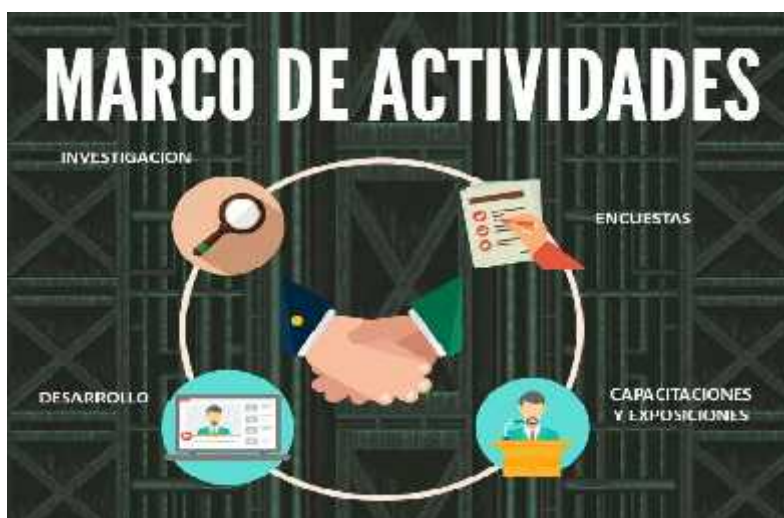 MARCO DE ACTIVIDADES
INVESTIGACION
ENCUESTAS
DESARROLLO
CAPACITACIONES
Y EXPOSICIONES